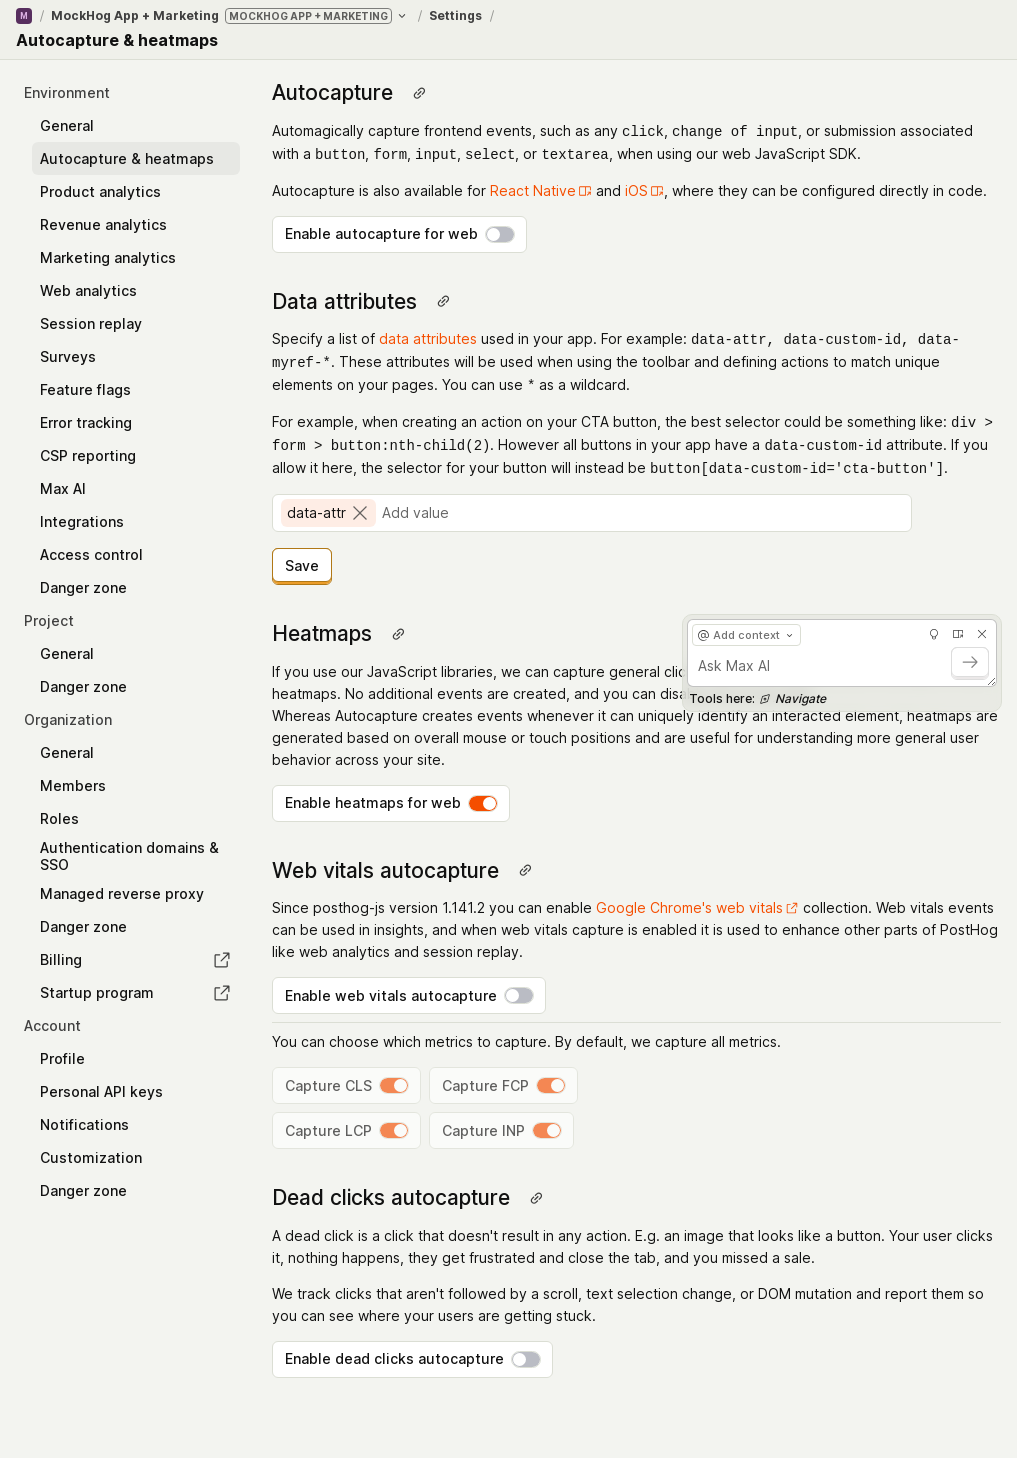 M / MockHog App + Marketing MOCKHOG APP + MARKETING / Settings /
Autocapture & heatmaps
Environment
General
Autocapture & heatmaps
Product analytics
Revenue analytics
Marketing analytics
Web analytics
Session replay
Surveys
Feature flags
Error tracking
CSP reporting
Max AI
Integrations
Access control
Danger zone
Project
General
Danger zone
Organization
General
Members
Roles
Authentication domains &
SSO
Managed reverse proxy
Danger zone
Billing
Startup program
Account
Profile
Personal API keys
Notifications
Customization
Danger zone
Autocapture
Automagically capture frontend events, such as any click, change of input, or submission associated
with a button, form, input, select, or textarea, when using our web JavaScript SDK.
Autocapture is also available for React Native and iOS, where they can be configured directly in code.
Enable autocapture for web
Data attributes
Specify a list of data attributes used in your app. For example: data-attr, data-custom-id, data-
myref-*. These attributes will be used when using the toolbar and defining actions to match unique
elements on your pages. You can use * as a wildcard.
For example, when creating an action on your CTA button, the best selector could be something like: div >
form > button:nth-child(2). However all buttons in your app have a data-custom-id attribute. If you
allow it here, the selector for your button will instead be button[data-custom-id='cta-button'].
data-attr Add value
Save
Heatmaps
If you use our JavaScript libraries, we can capture general
heatmaps. No additional events are created, and you can
Whereas Autocapture creates events whenever it can uniquely identify an interacted element, heatmaps are
generated based on overall mouse or touch positions and are useful for understanding more general user
behavior across your site.
Enable heatmaps for web
@ Add context
Ask Max AI
Tools here: Navigate
Web vitals autocapture
Since posthog-js version 1.141.2 you can enable Google Chrome's web vitals collection. Web vitals events
can be used in insights, and when web vitals capture is enabled it is used to enhance other parts of PostHog
like web analytics and session replay.
Enable web vitals autocapture
You can choose which metrics to capture. By default, we capture all metrics.
Capture CLS Capture FCP
Capture LCP Capture INP
Dead clicks autocapture
A dead click is a click that doesn't result in any action. E.g. an image that looks like a button. Your user clicks
it, nothing happens, they get frustrated and close the tab, and you missed a sale.
We track clicks that aren't followed by a scroll, text selection change, or DOM mutation and report them so
you can see where your users are getting stuck.
Enable dead clicks autocapture